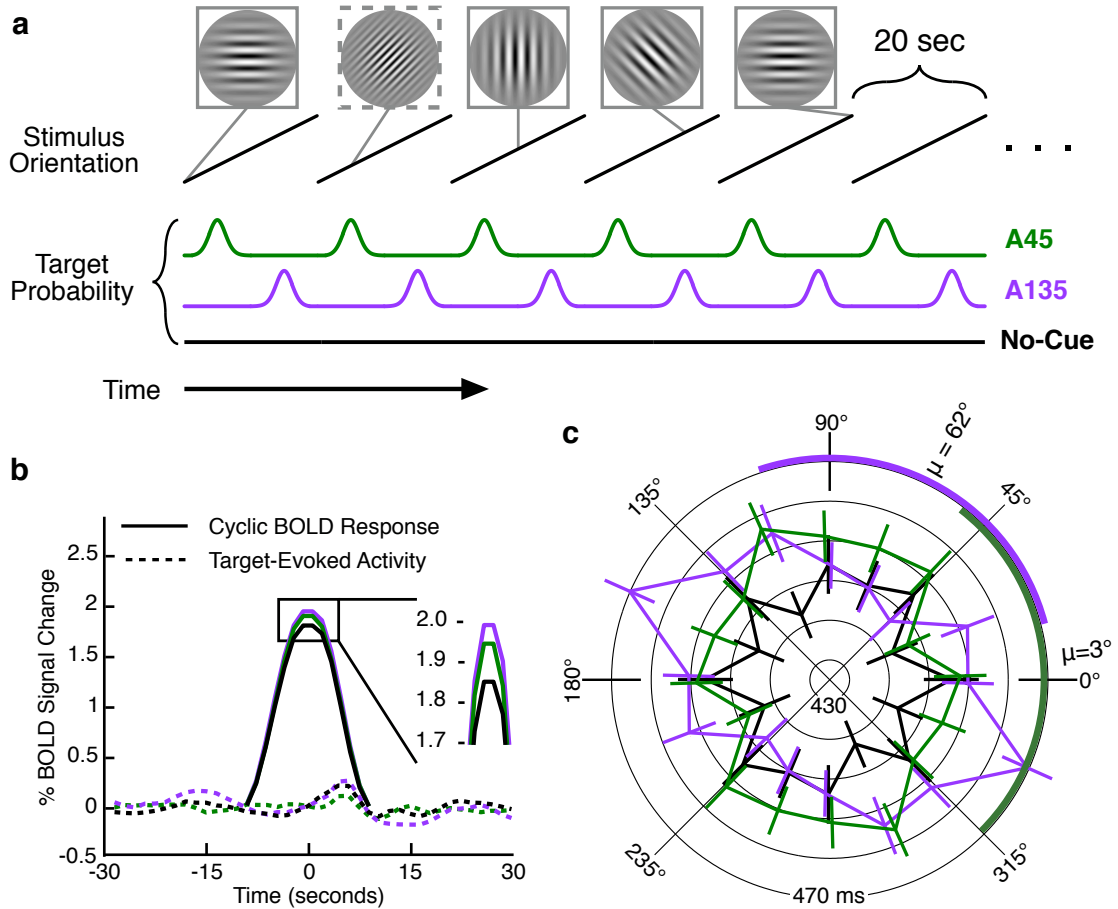 a
20 sec
Stimulus
Orientation
. . .
Target
Probability
A45
A135
No-Cue
Time
b
Cyclic BOLD Response
Target-Evoked Activity
% BOLD Signal Change
2.5
2
1.5
1
0.5
0
-0.5
2.0
1.9
1.8
1.7
-30
-15
0
15
30
Time (seconds)
c
90°
μ = 62°
45°
135°
μ=3°
0°
180°
430
235°
315°
470 ms